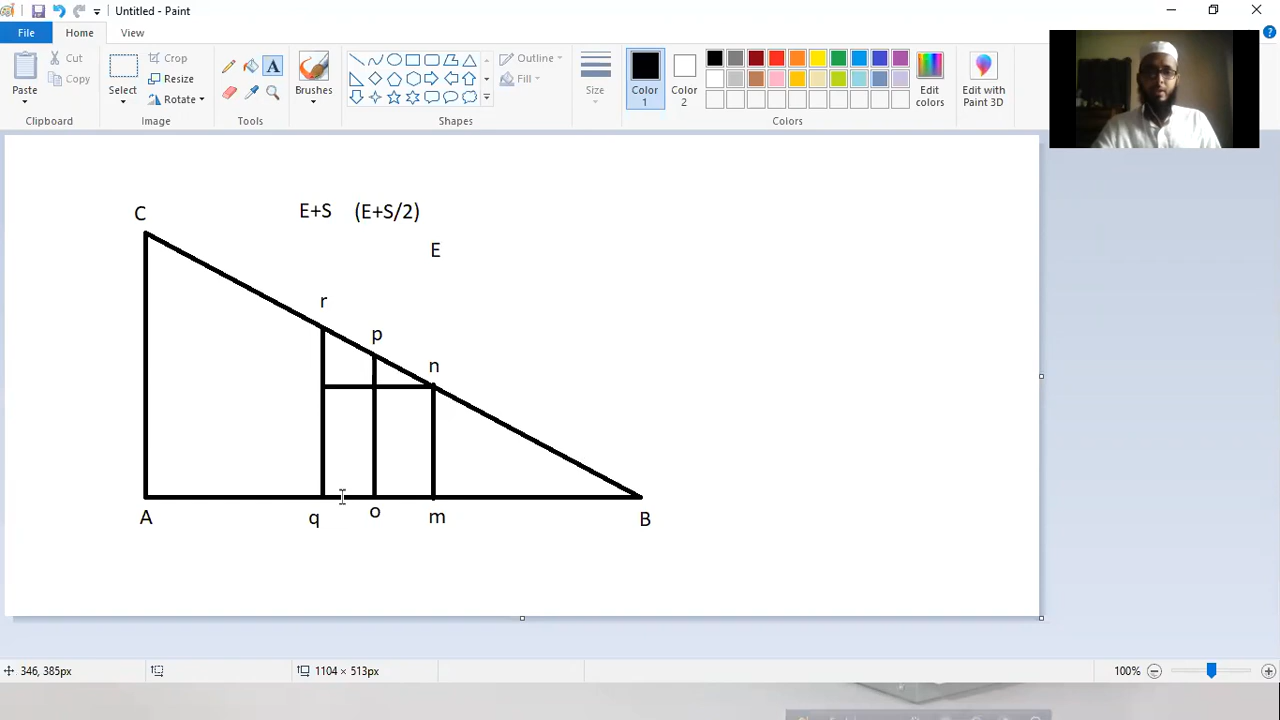 Untitled - Paint
File Home View
Paste
Cut
Copy
Clipboard
Select
Crop
Resize
Rotate
Image
Tools
Brushes
Outline
Fill
Shapes
Size
Color 1
Color 2
Edit colors
Edit with Paint 3D
Colors
C E+S (E+S/2)
E
r
p
n
A q o m B
346, 385px 1104 × 513px 100%